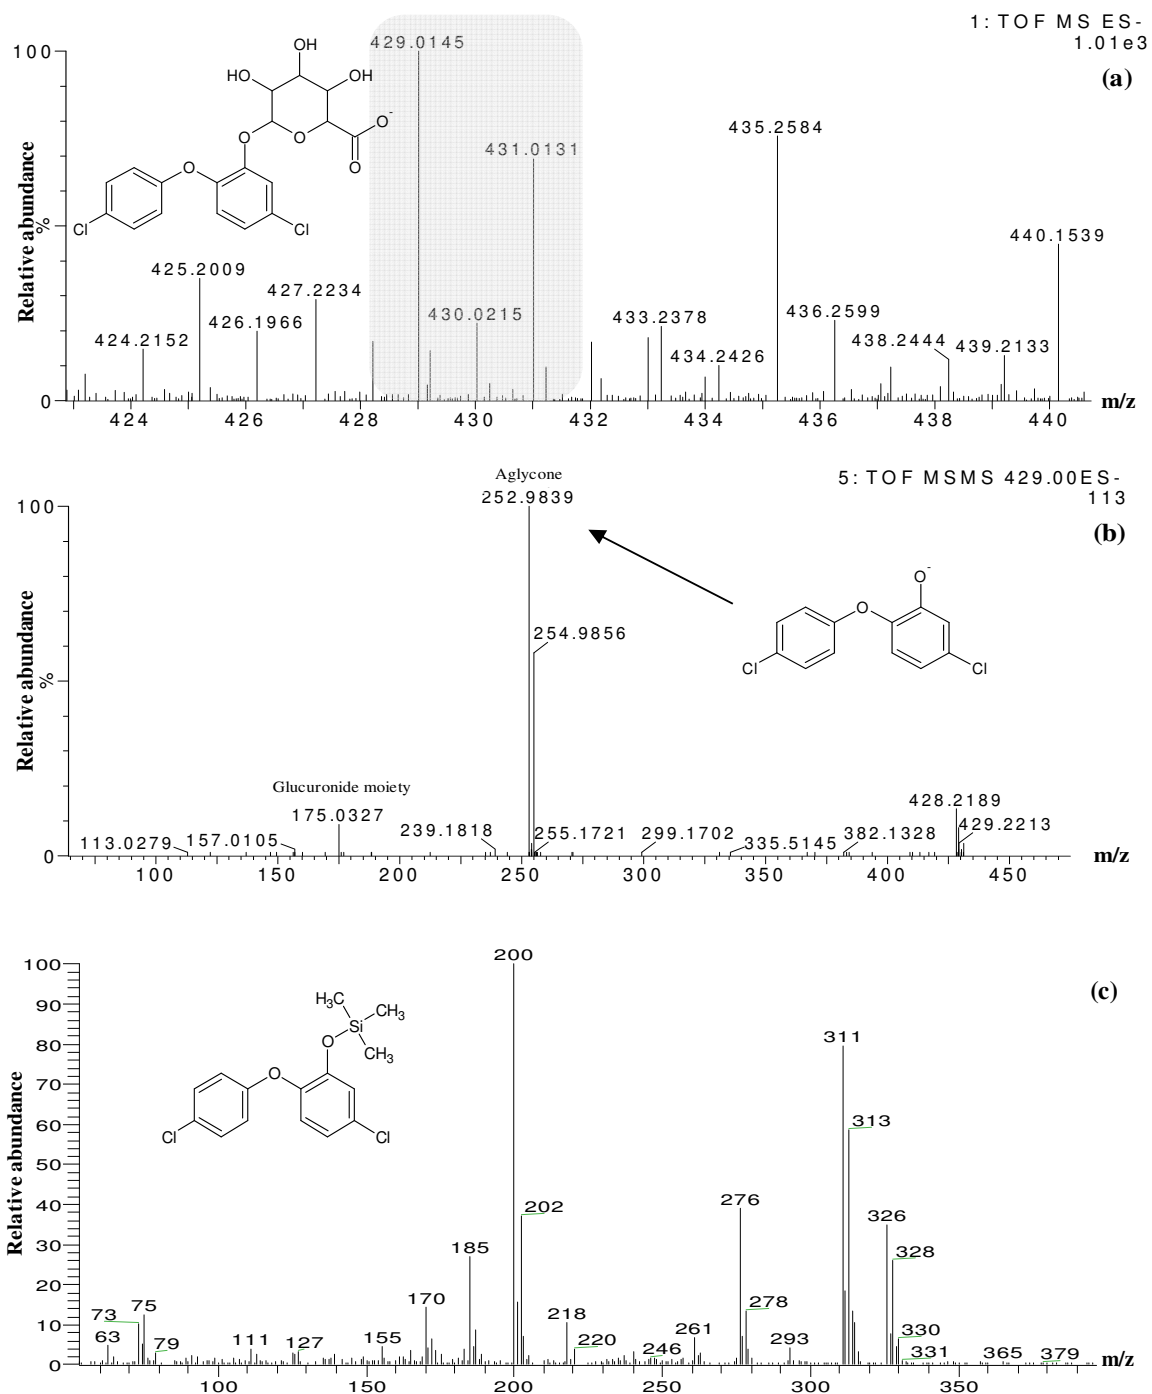 1: TOF MS ES-
1.01e3
(a)
100
%
0
Relative abundance
429.0145
431.0131
435.2584
440.1539
425.2009
427.2234
426.1966
424.2152
430.0215
433.2378
434.2426
436.2599
438.2444
439.2133
OH
HO
OH
O-
O
O
O
O
Cl
Cl
424 426 428 430 432 434 436 438 440
m/z
5: TOF MSMS 429.00ES-
113
(b)
100
%
0
Relative abundance
Aglycone
252.9839
254.9856
O-
O
Cl
Cl
Glucuronide moiety
175.0327
113.0279
157.0105
239.1818
255.1721
299.1702
335.5145
382.1328
428.2189
429.2213
100 150 200 250 300 350 400 450
m/z
(c)
100
90
80
70
60
50
40
30
20
10
0
Relative abundance
H3C
CH3
Si
CH3
O
O
Cl
Cl
200
311
313
202
276
326
328
185
170
278
218
220
75
73
63
79
111
127
155
246
261
293
330
331
365
379
100 150 200 250 300 350
m/z